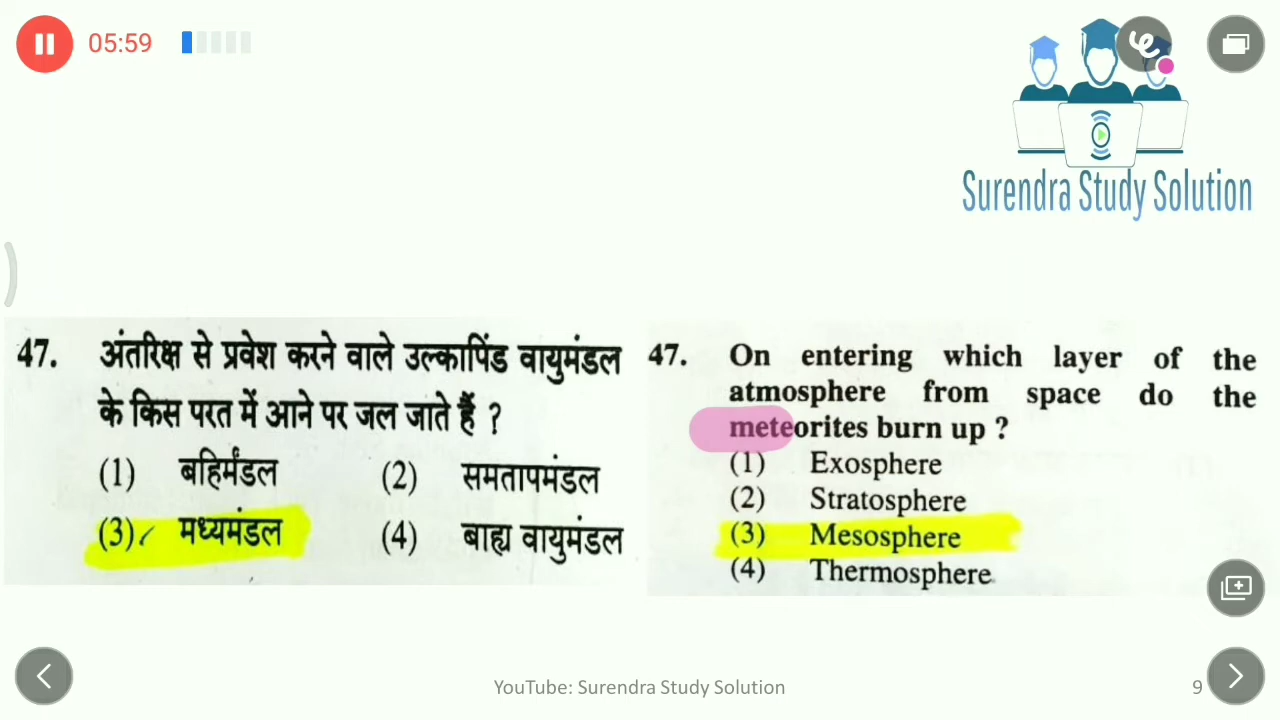 05:59
Surendra Study Solution
47. अंतरिक्ष से प्रवेश करने वाले उल्कापिंड वायुमंडल
के किस परत में आने पर जल जाते हैं ?
(1) बहिर्मंडल (2) समतापमंडल
(3) मध्यमंडल (4) बाह्य वायुमंडल
47. On entering which layer of the
atmosphere from space do the
meteorites burn up ?
(1) Exosphere
(2) Stratosphere
(3) Mesosphere
(4) Thermosphere
YouTube: Surendra Study Solution
9